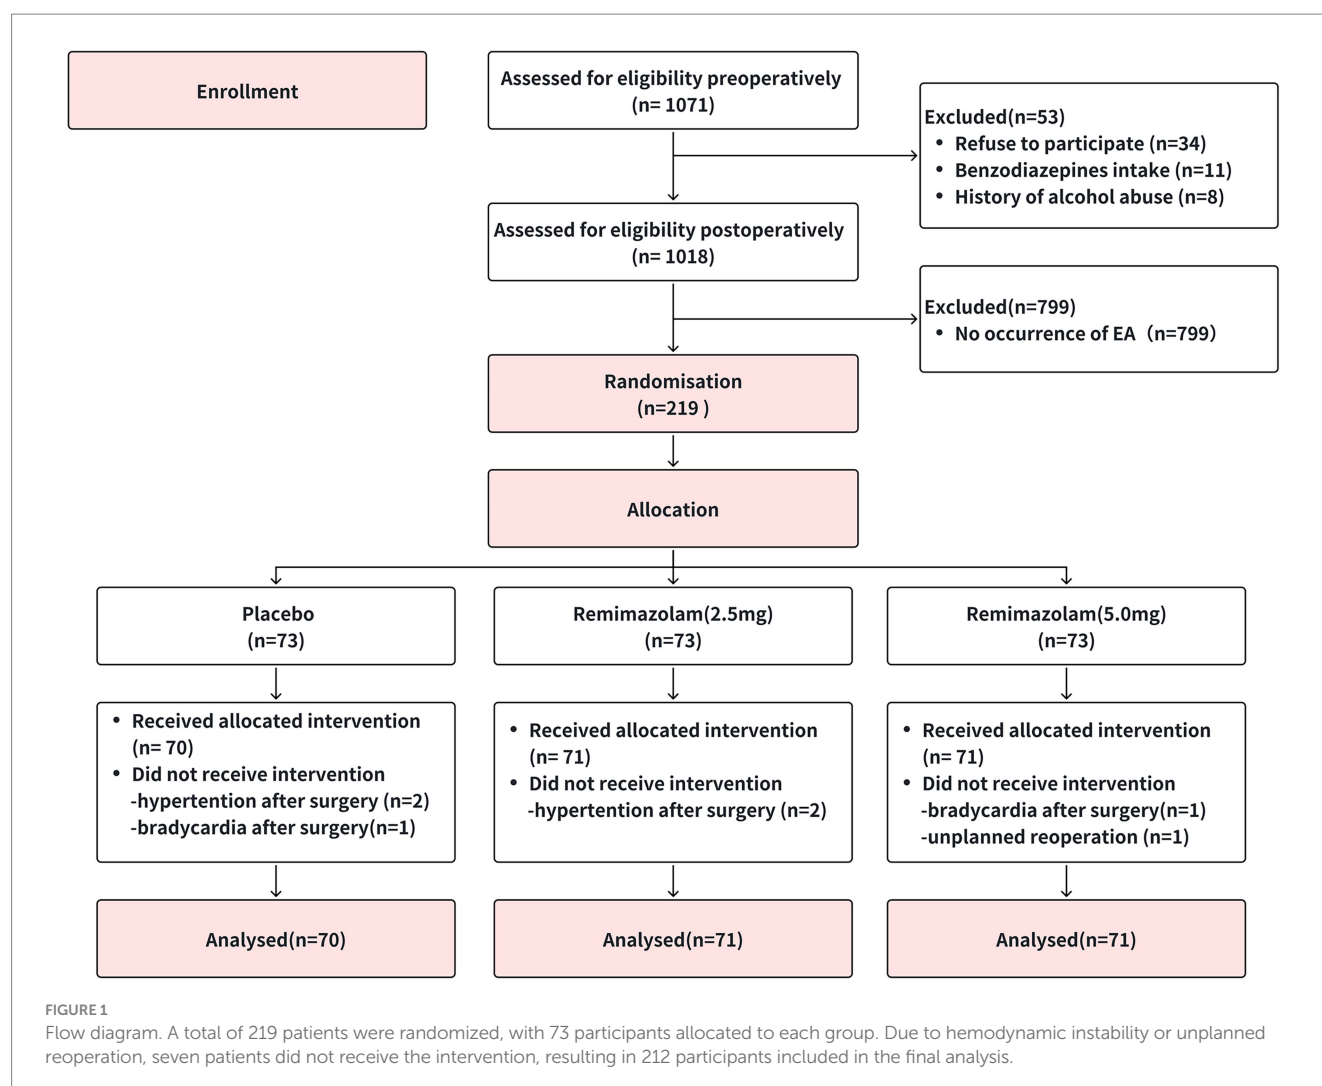 Enrollment
Assessed for eligibility preoperatively
(n= 1071)
Excluded(n=53)
• Refuse to participate (n=34)
• Benzodiazepines intake (n=11)
• History of alcohol abuse (n=8)
Assessed for eligibility postoperatively
(n= 1018)
Excluded(n=799)
• No occurrence of EA（n=799）
Randomisation
(n=219 )
Allocation
Placebo
(n=73)
Remimazolam(2.5mg)
(n=73)
Remimazolam(5.0mg)
(n=73)
• Received allocated intervention
(n= 70)
• Did not receive intervention
-hypertention after surgery (n=2)
-bradycardia after surgery(n=1)
• Received allocated intervention
(n= 71)
• Did not receive intervention
-hypertention after surgery (n=2)
• Received allocated intervention
(n= 71)
• Did not receive intervention
-bradycardia after surgery(n=1)
-unplanned reoperation (n=1)
Analysed(n=70)
Analysed(n=71)
Analysed(n=71)
FIGURE 1
Flow diagram. A total of 219 patients were randomized, with 73 participants allocated to each group. Due to hemodynamic instability or unplanned
reoperation, seven patients did not receive the intervention, resulting in 212 participants included in the final analysis.